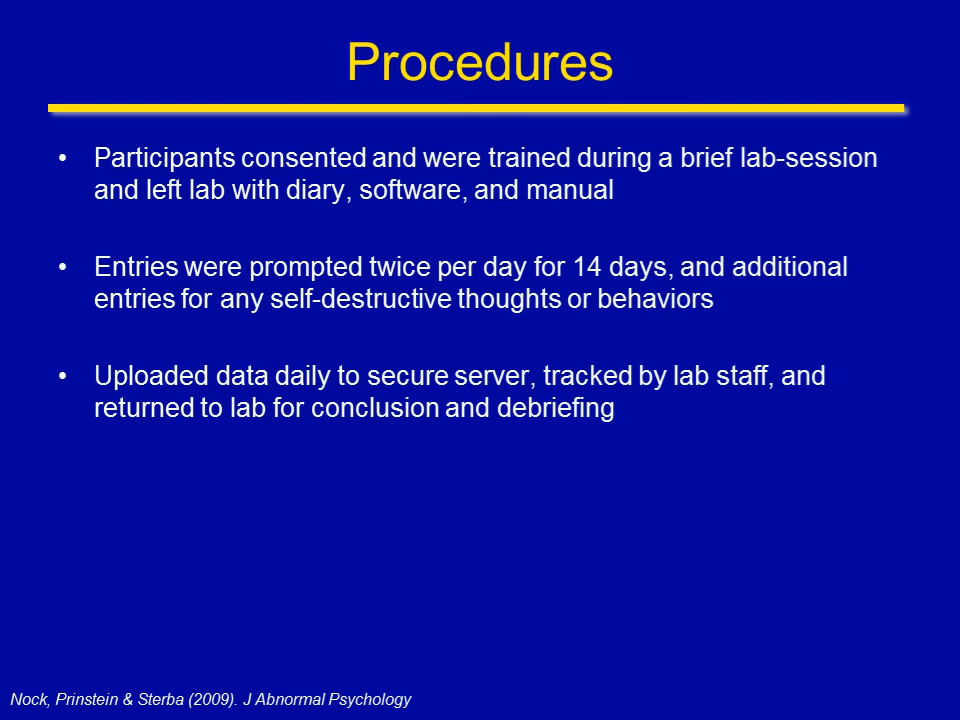 Procedures
• Participants consented and were trained during a brief lab-session
and left lab with diary, software, and manual
• Entries were prompted twice per day for 14 days, and additional
entries for any self-destructive thoughts or behaviors
• Uploaded data daily to secure server, tracked by lab staff, and
returned to lab for conclusion and debriefing
Nock, Prinstein & Sterba (2009). J Abnormal Psychology